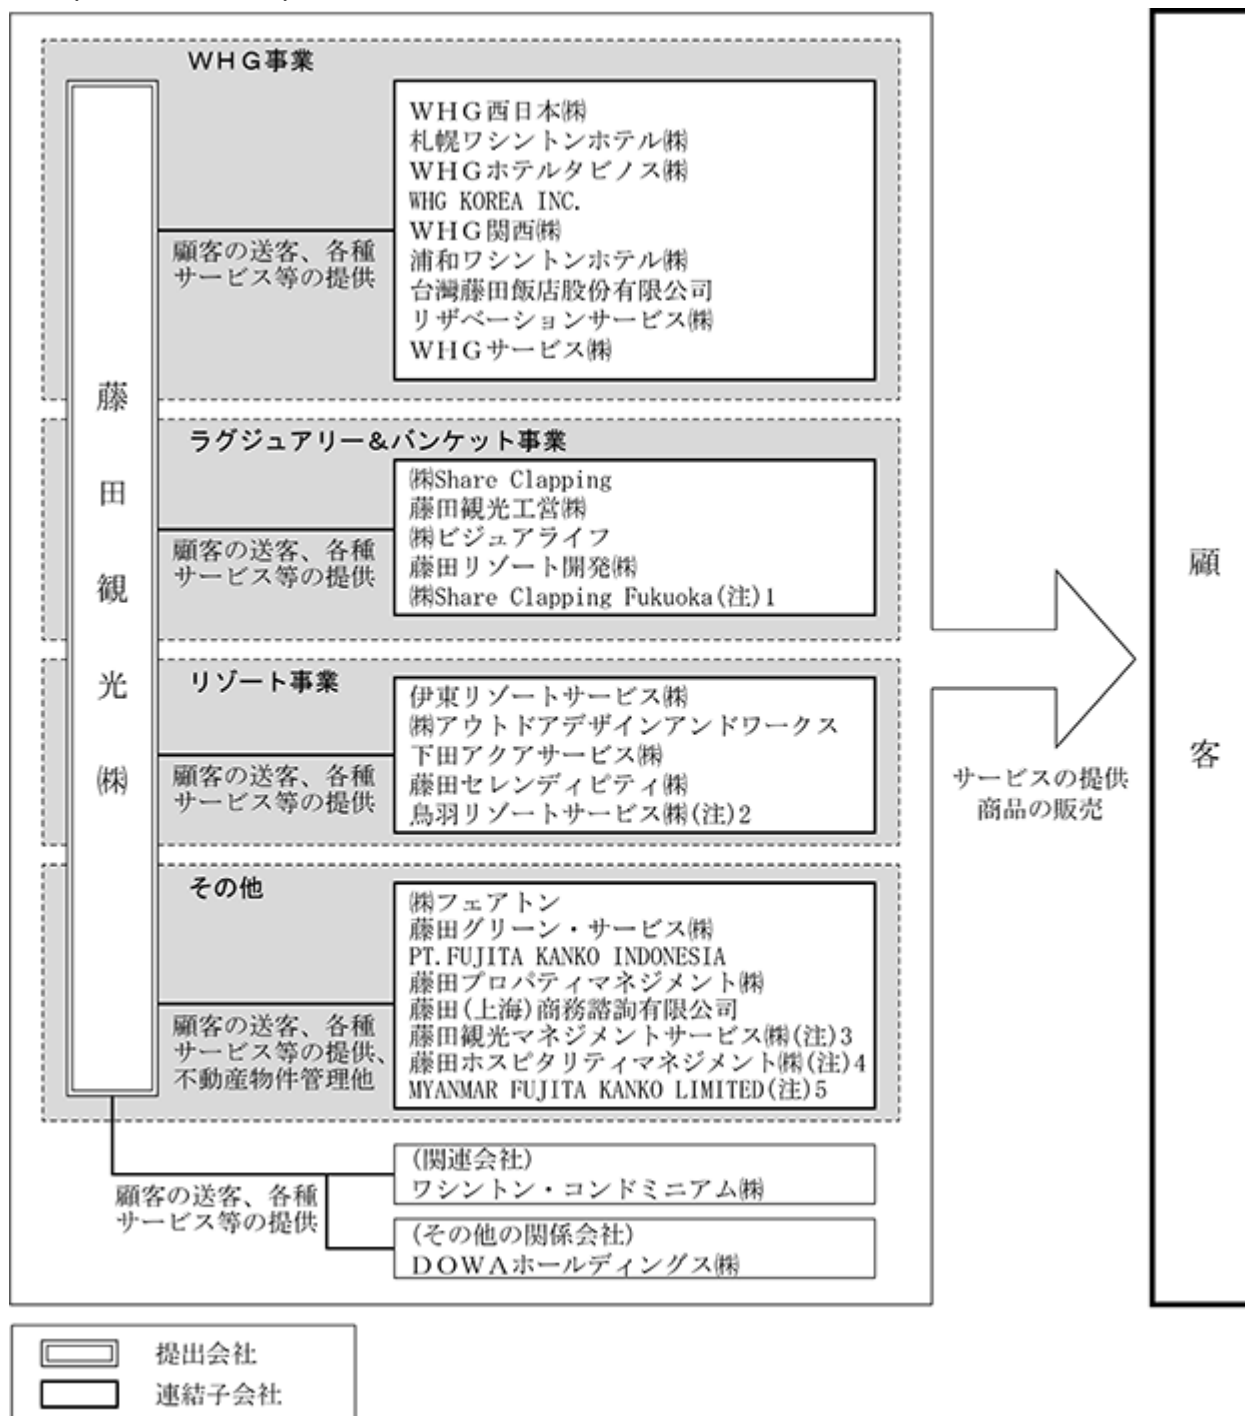 WHG事業
WHG西日本㈱
札幌ワシントンホテル㈱
WHGホテルタビノス㈱
WHG KOREA INC.
WHG関西㈱
浦和ワシントンホテル㈱
台灣藤田飯店股份有限公司
リザベーションサービス㈱
WHGサービス㈱
顧客の送客、各種
サービス等の提供
藤田観光㈱
ラグジュアリー&バンケット事業
㈱Share Clapping
藤田観光工営㈱
㈱ビジュアライフ
藤田リゾート開発㈱
㈱Share Clapping Fukuoka(注)1
顧客の送客、各種
サービス等の提供
リゾート事業
伊東リゾートサービス㈱
㈱アウトドアデザインアンドワークス
下田アクアサービス㈱
藤田セレンディピティ㈱
鳥羽リゾートサービス㈱(注)2
顧客の送客、各種
サービス等の提供
その他
㈱フェアトン
藤田グリーン・サービス㈱
PT.FUJITA KANKO INDONESIA
藤田プロパティマネジメント㈱
藤田(上海)商務諮詢有限公司
藤田観光マネジメントサービス㈱(注)3
藤田ホスピタリティマネジメント㈱(注)4
MYANMAR FUJITA KANKO LIMITED(注)5
顧客の送客、各種
サービス等の提供、
不動産物件管理他
(関連会社)
ワシントン・コンドミニアム㈱
顧客の送客、各種
サービス等の提供
(その他の関係会社)
DOWAホールディングス㈱
サービスの提供
商品の販売
顧客
提出会社
連結子会社